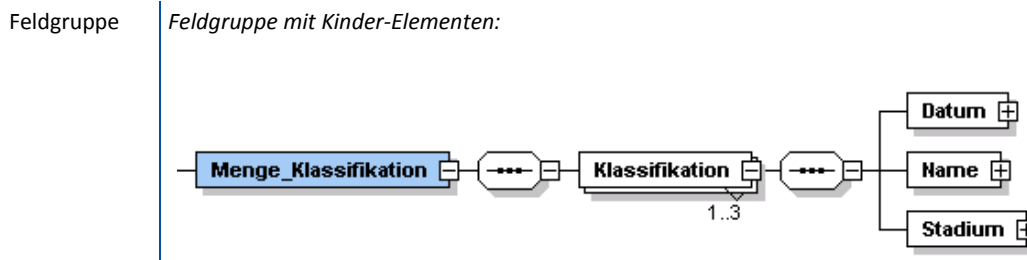 Feldgruppe
Feldgruppe mit Kinder-Elementen:
Datum
Menge_Klassifikation
Klassifikation
Name
1..3
Stadium